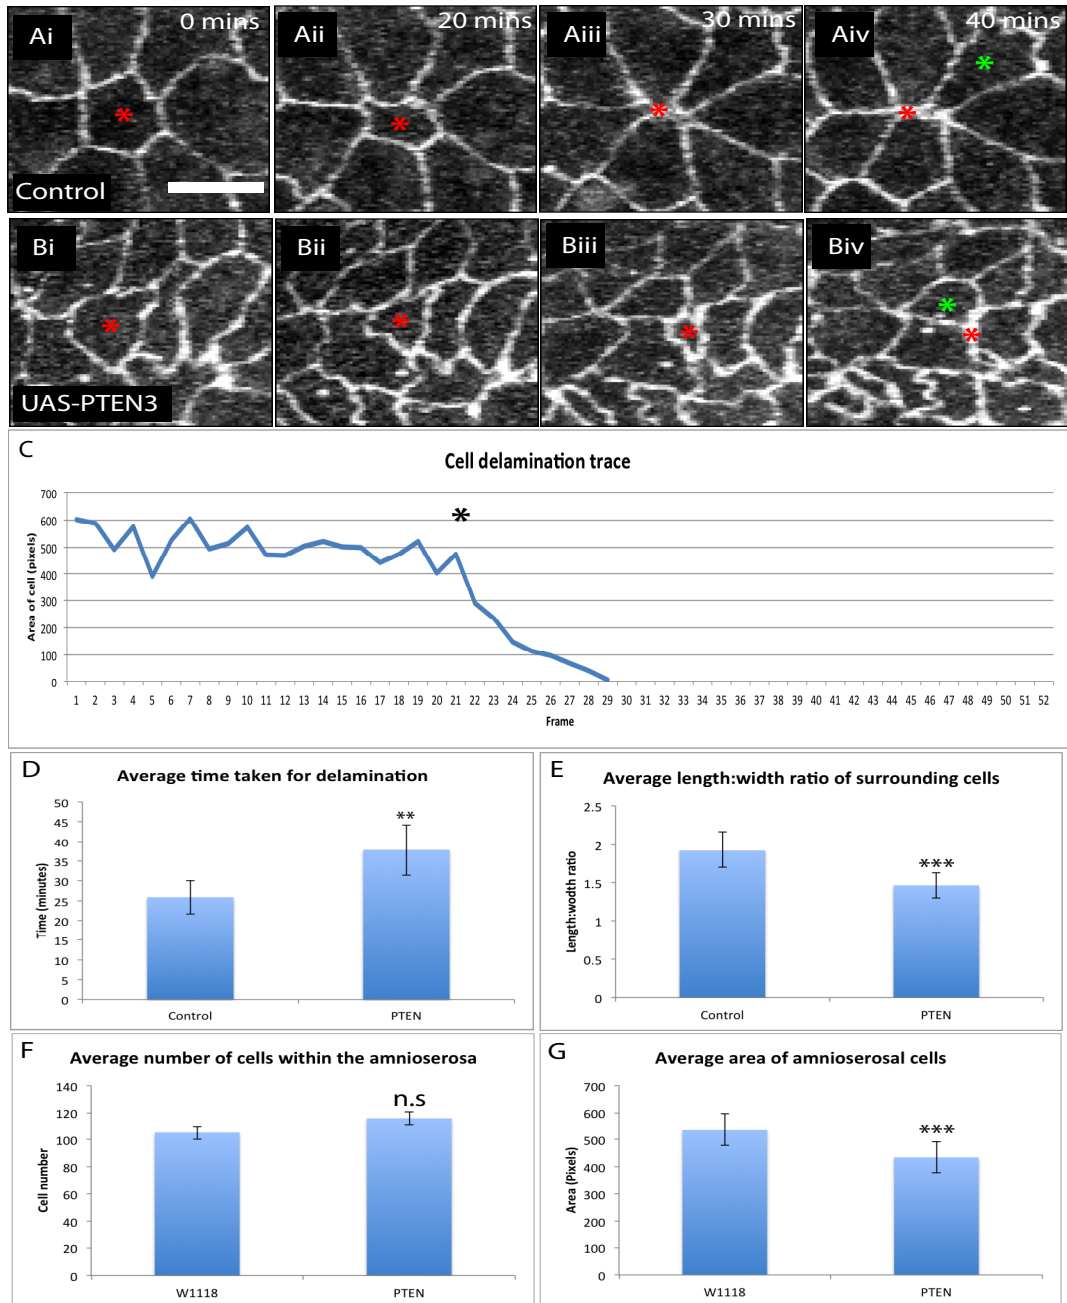 Ai 0 mins
Aii 20 mins
Aiii 30 mins
Aiv 40 mins
Control
Bi
Bii
Biii
Biv
UAS-PTEN3
C
Cell delamination trace
Area of cell (pixels)
700
600
500
400
300
200
100
0
*
1 2 3 4 5 6 7 8 9 10 11 12 13 14 15 16 17 18 19 20 21 22 23 24 25 26 27 28 29 30 31 32 33 34 35 36 37 38 39 40 41 42 43 44 45 46 47 48 49 50 51 52
Frame
D
Average time taken for delamination
Time (minutes)
50
45
40
35
30
25
20
15
10
5
0
**
Control PTEN
E
Average length:width ratio of surrounding cells
Length:wodth ratio
2.5
2
1.5
1
0.5
0
***
Control PTEN
F
Average number of cells within the amnioserosa
Cell number
140
120
100
80
60
40
20
0
n.s
W1118 PTEN
G
Average area of amnioserosal cells
Area (Pixels)
700
600
500
400
300
200
100
0
***
W1118 PTEN